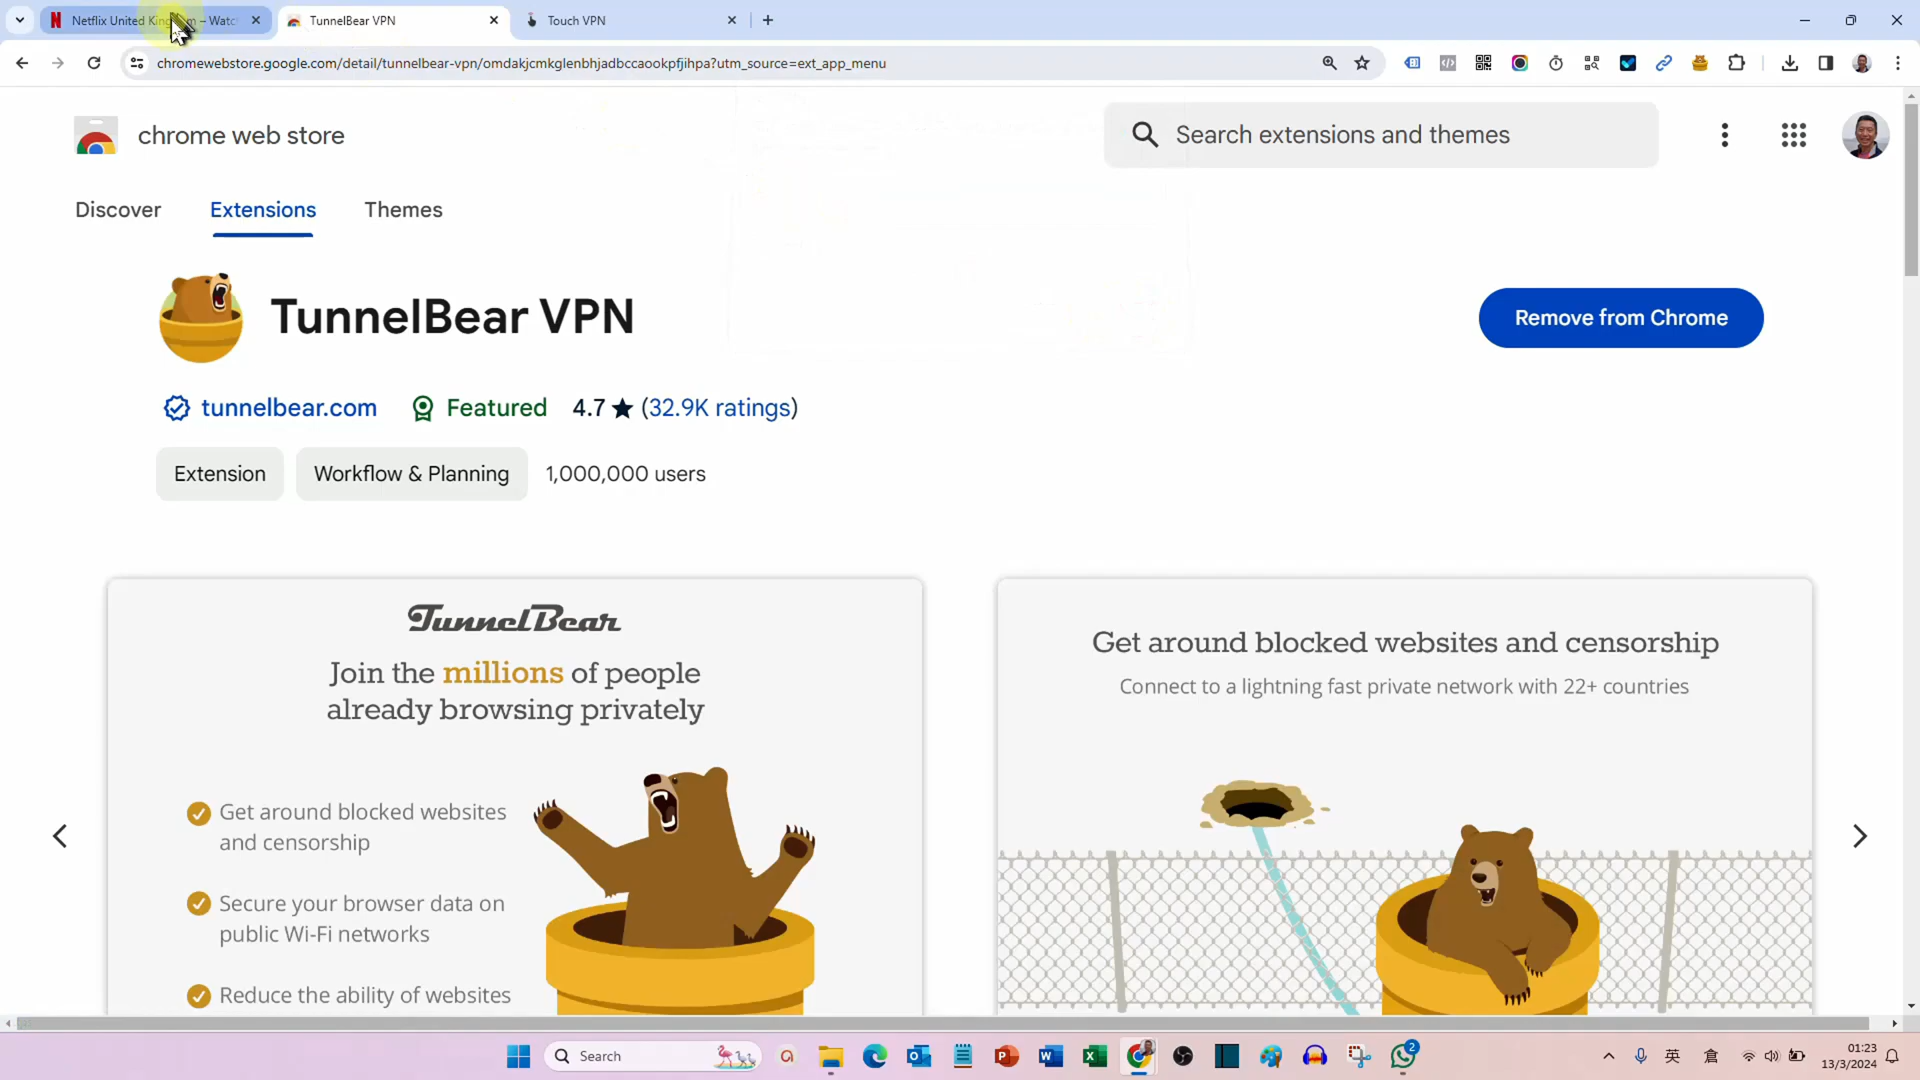 Netflix United Kingdom – Watc
TunnelBear VPN
Touch VPN
chromewebstore.google.com/detail/tunnelbear-vpn/omdakjcmkglenbhjadbccaookpfjihpa?utm_source=ext_app_menu
chrome web store
Search extensions and themes
Discover
Extensions
Themes
TunnelBear VPN
Remove from Chrome
tunnelbear.com
Featured
4.7 ★ (32.9K ratings)
Extension
Workflow & Planning
1,000,000 users
TunnelBear
Join the millions of people
already browsing privately
Get around blocked websites
and censorship
Secure your browser data on
public Wi-Fi networks
Reduce the ability of websites
Get around blocked websites and censorship
Connect to a lightning fast private network with 22+ countries
Search
2
英
倉
01:23
13/3/2024